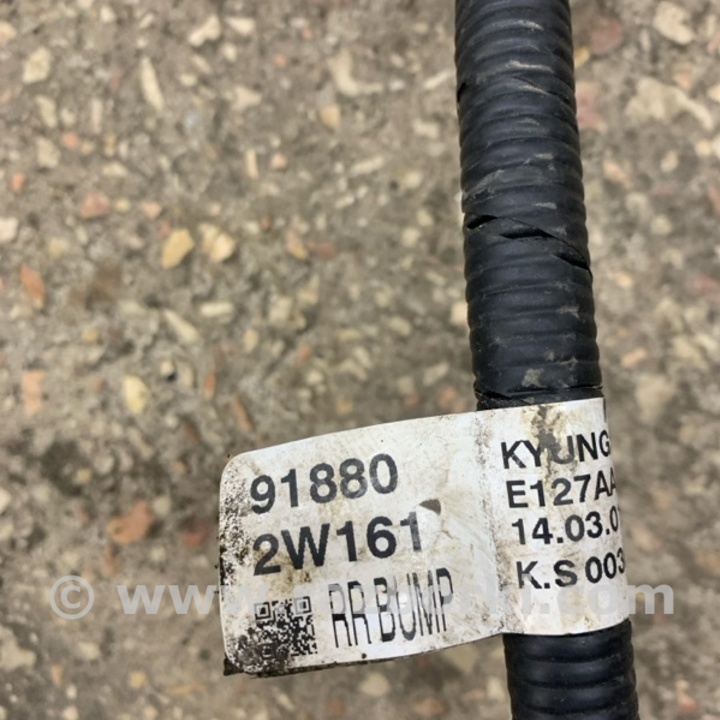 91880
2W161
RR BUMP
KYUNG
E127AA
14.03.0
K.S 003